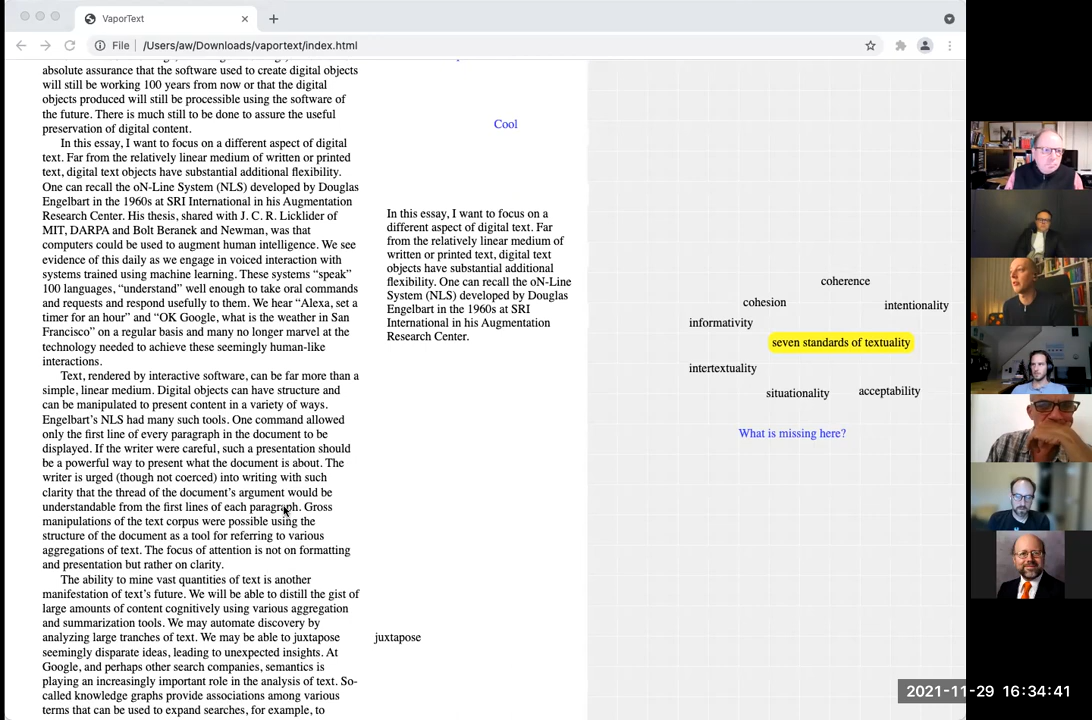 VaporText
File
/Users/aw/Downloads/vaportext/index.html
absolute assurance that the software used to create digital objects
will still be working 100 years from now or that the digital
objects produced will still be processible using the software of
the future. There is much still to be done to assure the useful
preservation of digital content.
In this essay, I want to focus on a different aspect of digital
text. Far from the relatively linear medium of written or printed
text, digital text objects have substantial additional flexibility.
One can recall the oN-Line System (NLS) developed by Douglas
Engelbart in the 1960s at SRI International in his Augmentation
Research Center. His thesis, shared with J. C. R. Licklider of
MIT, DARPA and Bolt Beranek and Newman, was that
computers could be used to augment human intelligence. We see
evidence of this daily as we engage in voiced interaction with
systems trained using machine learning. These systems “speak”
100 languages, “understand” well enough to take oral commands
and requests and respond usefully to them. We hear “Alexa, set a
timer for an hour” and “OK Google, what is the weather in San
Francisco” on a regular basis and many no longer marvel at the
technology needed to achieve these seemingly human-like
interactions.
Text, rendered by interactive software, can be far more than a
simple, linear medium. Digital objects can have structure and
can be manipulated to present content in a variety of ways.
Engelbart’s NLS had many such tools. One command allowed
only the first line of every paragraph in the document to be
displayed. If the writer were careful, such a presentation should
be a powerful way to present what the document is about. The
writer is urged (though not coerced) into writing with such
clarity that the thread of the document’s argument would be
understandable from the first lines of each paragraph. Gross
manipulations of the text corpus were possible using the
structure of the document as a tool for referring to various
aggregations of text. The focus of attention is not on formatting
and presentation but rather on clarity.
The ability to mine vast quantities of text is another
manifestation of text’s future. We will be able to distill the gist of
large amounts of content cognitively using various aggregation
and summarization tools. We may automate discovery by
analyzing large tranches of text. We may be able to juxtapose
seemingly disparate ideas, leading to unexpected insights. At
Google, and perhaps other search companies, semantics is
playing an increasingly important role in the analysis of text. So-
called knowledge graphs provide associations among various
terms that can be used to expand searches, for example, to
Cool
In this essay, I want to focus on a
different aspect of digital text. Far
from the relatively linear medium of
written or printed text, digital text
objects have substantial additional
flexibility. One can recall the oN-Line
System (NLS) developed by Douglas
Engelbart in the 1960s at SRI
International in his Augmentation
Research Center.
juxtapose
coherence
cohesion
intentionality
informativity
seven standards of textuality
intertextuality
situationality
acceptability
What is missing here?
2021-11-29 16:34:41